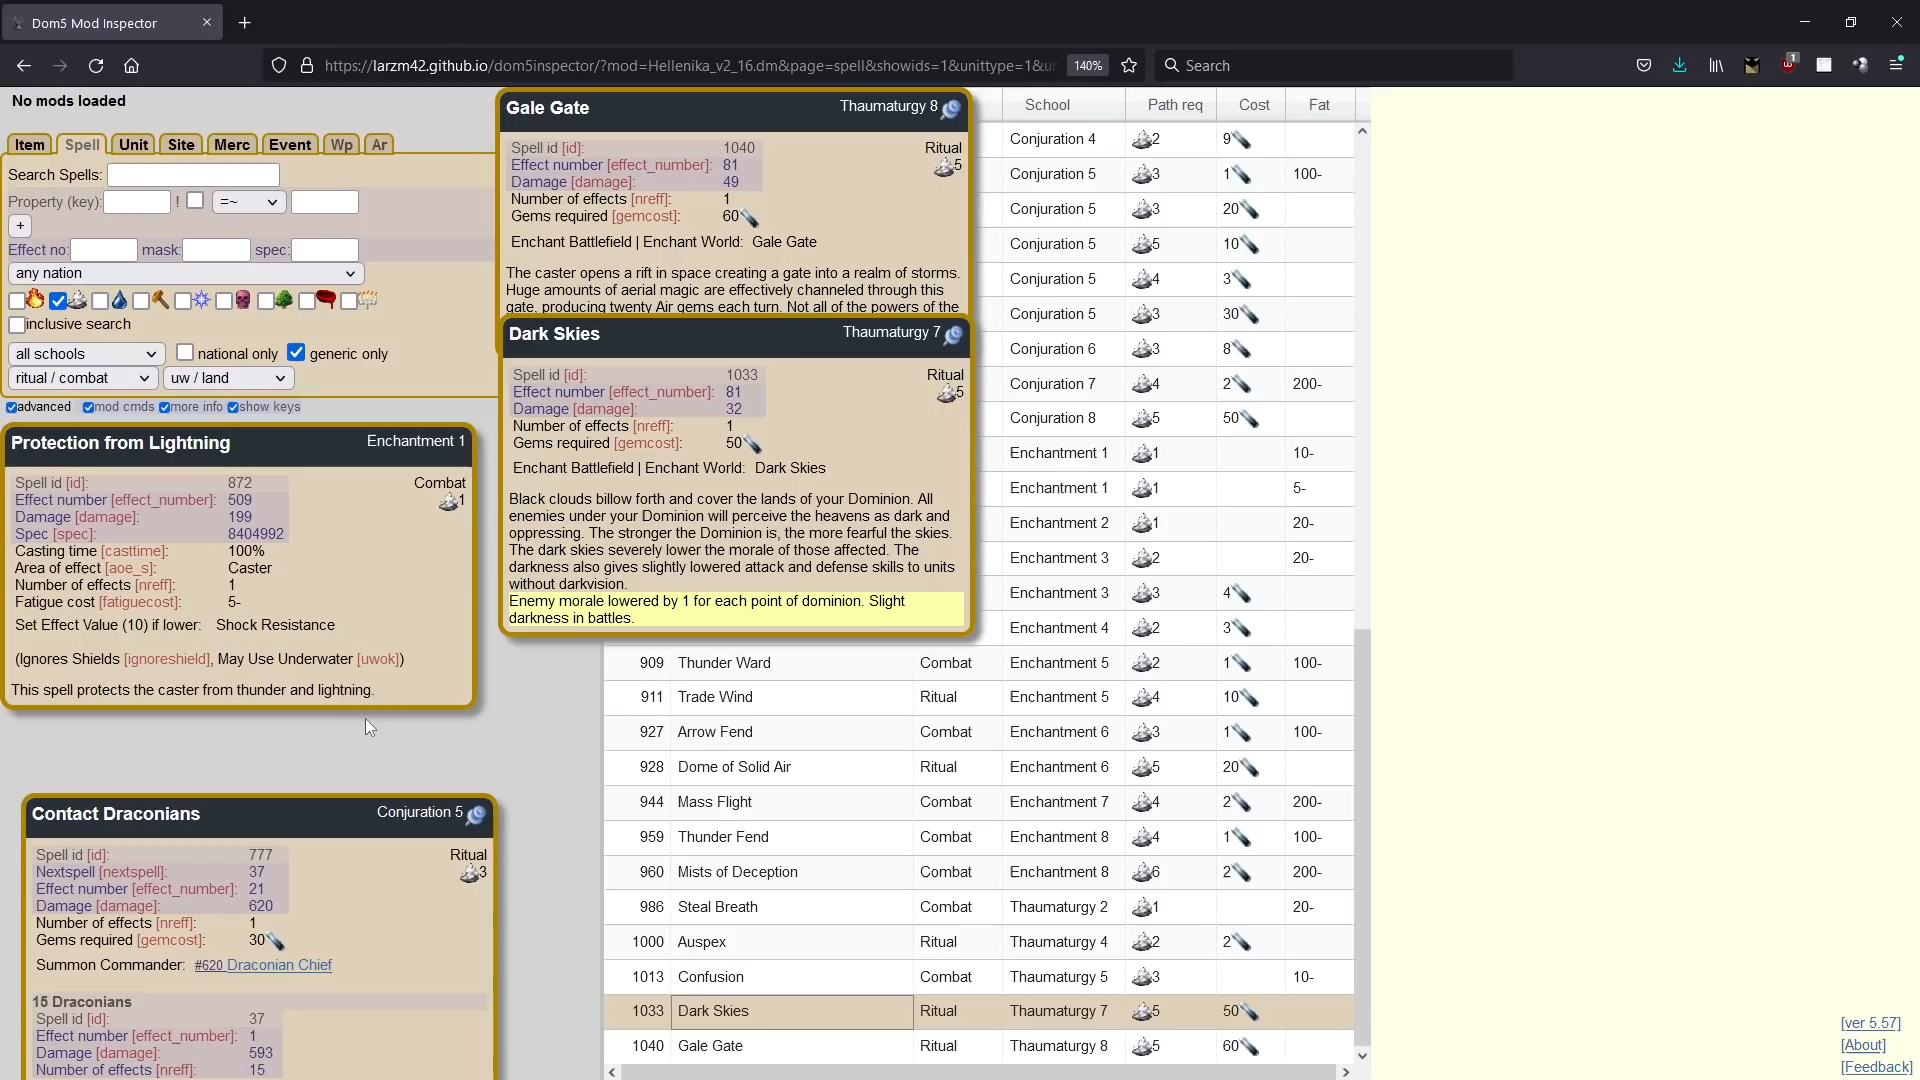 Dom5 Mod Inspector
https://larzm42.github.io/dom5inspector/?mod=Hellenika_v2_16.dm&page=spell&showids=1&unittype=1&
140%
Search
1
No mods loaded
Item Spell Unit Site Merc Event Wp Ar
Search Spells:
Property (key): ! =~
+
Effect no: mask: spec:
any nation
inclusive search
all schools national only generic only
ritual / combat uw / land
advanced mod cmds more info show keys
Protection from Lightning Enchantment 1
Spell id [id]: 872 Combat
Effect number [effect_number]: 509 1
Damage [damage]: 199
Spec [spec]: 8404992
Casting time [casttime]: 100%
Area of effect [aoe_s]: Caster
Number of effects [nreff]: 1
Fatigue cost [fatiguecost]: 5-
Set Effect Value (10) if lower: Shock Resistance
(Ignores Shields [ignoreshield], May Use Underwater [uwok])
This spell protects the caster from thunder and lightning.
Contact Draconians Conjuration 5
Spell id [id]: 777 Ritual
Nextspell [nextspell]: 37 3
Effect number [effect_number]: 21
Damage [damage]: 620
Number of effects [nreff]: 1
Gems required [gemcost]: 30
Summon Commander: #620 Draconian Chief
15 Draconians
Spell id [id]: 37
Effect number [effect_number]: 1
Damage [damage]: 593
Number of effects [nreff]: 15
Gale Gate Thaumaturgy 8
Spell id [id]: 1040 Ritual
Effect number [effect_number]: 81 5
Damage [damage]: 49
Number of effects [nreff]: 1
Gems required [gemcost]: 60
Enchant Battlefield | Enchant World: Gale Gate
The caster opens a rift in space creating a gate into a realm of storms.
Huge amounts of aerial magic are effectively channeled through this
gate, producing twenty Air gems each turn. Not all of the powers of the
Dark Skies Thaumaturgy 7
Spell id [id]: 1033 Ritual
Effect number [effect_number]: 81 5
Damage [damage]: 32
Number of effects [nreff]: 1
Gems required [gemcost]: 50
Enchant Battlefield | Enchant World: Dark Skies
Black clouds billow forth and cover the lands of your Dominion. All
enemies under your Dominion will perceive the heavens as dark and
oppressing. The stronger the Dominion is, the more fearful the skies.
The dark skies severely lower the morale of those affected. The
darkness also gives slightly lowered attack and defense skills to units
without darkvision.
Enemy morale lowered by 1 for each point of dominion. Slight
darkness in battles.
School Path req Cost Fat
Conjuration 4 2 9
Conjuration 5 3 1 100-
Conjuration 5 3 20
Conjuration 5 5 10
Conjuration 5 4 3
Conjuration 5 3 30
Conjuration 6 3 8
Conjuration 7 4 2 200-
Conjuration 8 5 50
Enchantment 1 1 10-
Enchantment 1 1 5-
Enchantment 2 1 20-
Enchantment 3 2 20-
Enchantment 3 3 4
Enchantment 4 2 3
909 Thunder Ward Combat Enchantment 5 2 1 100-
911 Trade Wind Ritual Enchantment 5 4 10
927 Arrow Fend Combat Enchantment 6 3 1 100-
928 Dome of Solid Air Ritual Enchantment 6 5 20
944 Mass Flight Combat Enchantment 7 4 2 200-
959 Thunder Fend Combat Enchantment 8 4 1 100-
960 Mists of Deception Combat Enchantment 8 6 2 200-
986 Steal Breath Combat Thaumaturgy 2 1 20-
1000 Auspex Ritual Thaumaturgy 4 2 2
1013 Confusion Combat Thaumaturgy 5 3 10-
1033 Dark Skies Ritual Thaumaturgy 7 5 50
1040 Gale Gate Ritual Thaumaturgy 8 5 60
[ver 5.57]
[About]
[Feedback]